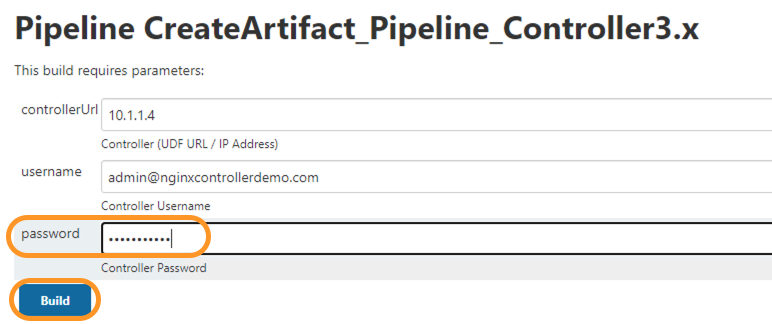 Pipeline CreateArtifact_Pipeline_Controller3.x
This build requires parameters:
controllerUrl 10.1.1.4
Controller (UDF URL / IP Address)
username admin@nginxcontrollerdemo.com
Controller Username
password •••••••••••
Controller Password
Build